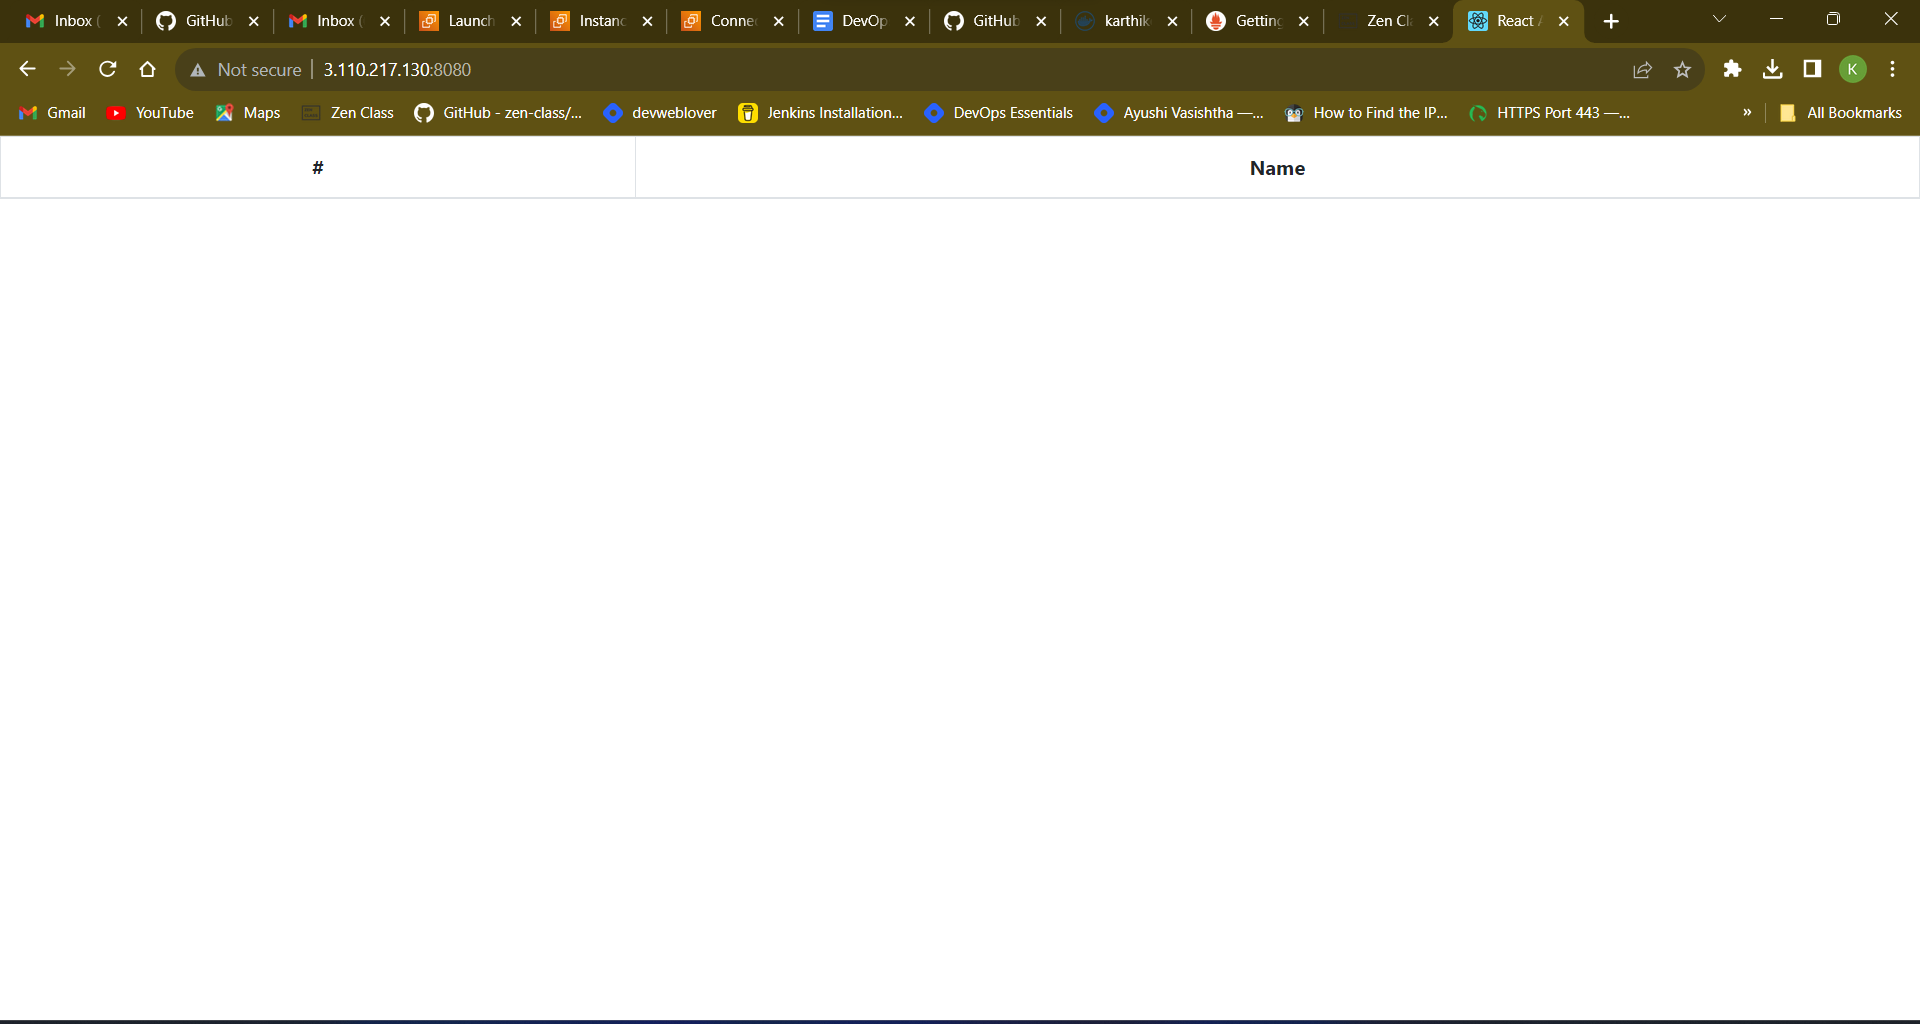 Inbox ( GitHub Inbox ( Launch Instanc Connec DevOp GitHub karthik Getting Zen Cl React
Not secure 3.110.217.130:8080 K
Gmail YouTube Maps Zen Class GitHub - zen-class/... devweblover Jenkins Installation... DevOps Essentials Ayushi Vasishtha —... How to Find the IP... HTTPS Port 443 —... » All Bookmarks
# Name